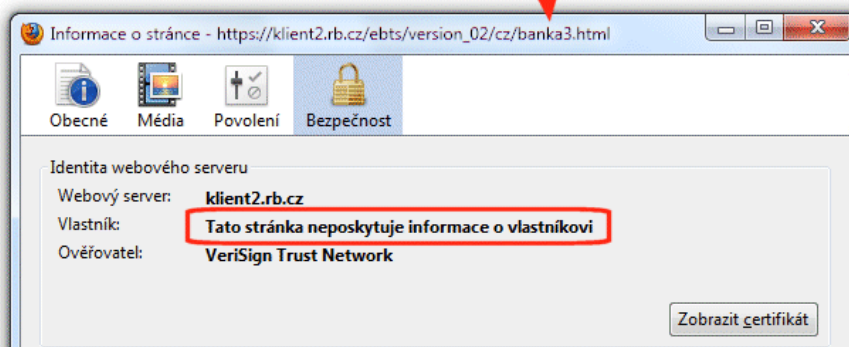 Informace o stránce - https://klient2.rb.cz/ebts/version_02/cz/banka3.html
Obecné Média Povolení Bezpečnost
Identita webového serveru
Webový server: klient2.rb.cz
Vlastník: Tato stránka neposkytuje informace o vlastníkovi
Ověřovatel: VeriSign Trust Network
Zobrazit certifikát